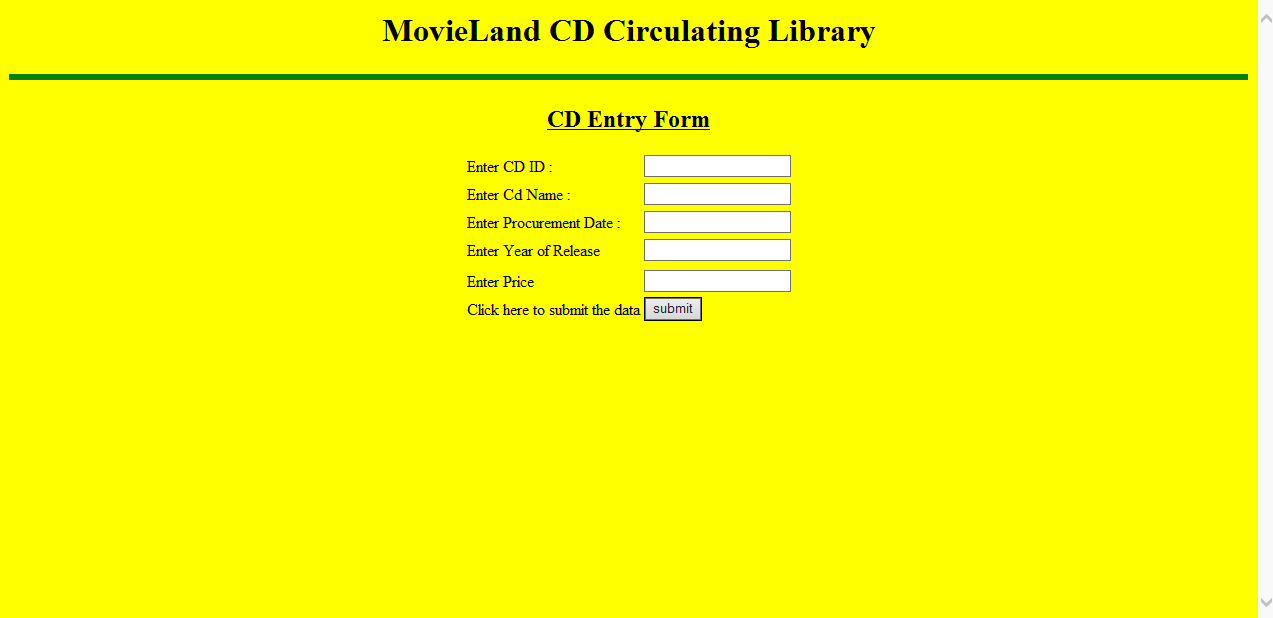 MovieLand CD Circulating Library
CD Entry Form
Enter CD ID :
Enter Cd Name :
Enter Procurement Date :
Enter Year of Release
Enter Price
Click here to submit the data submit